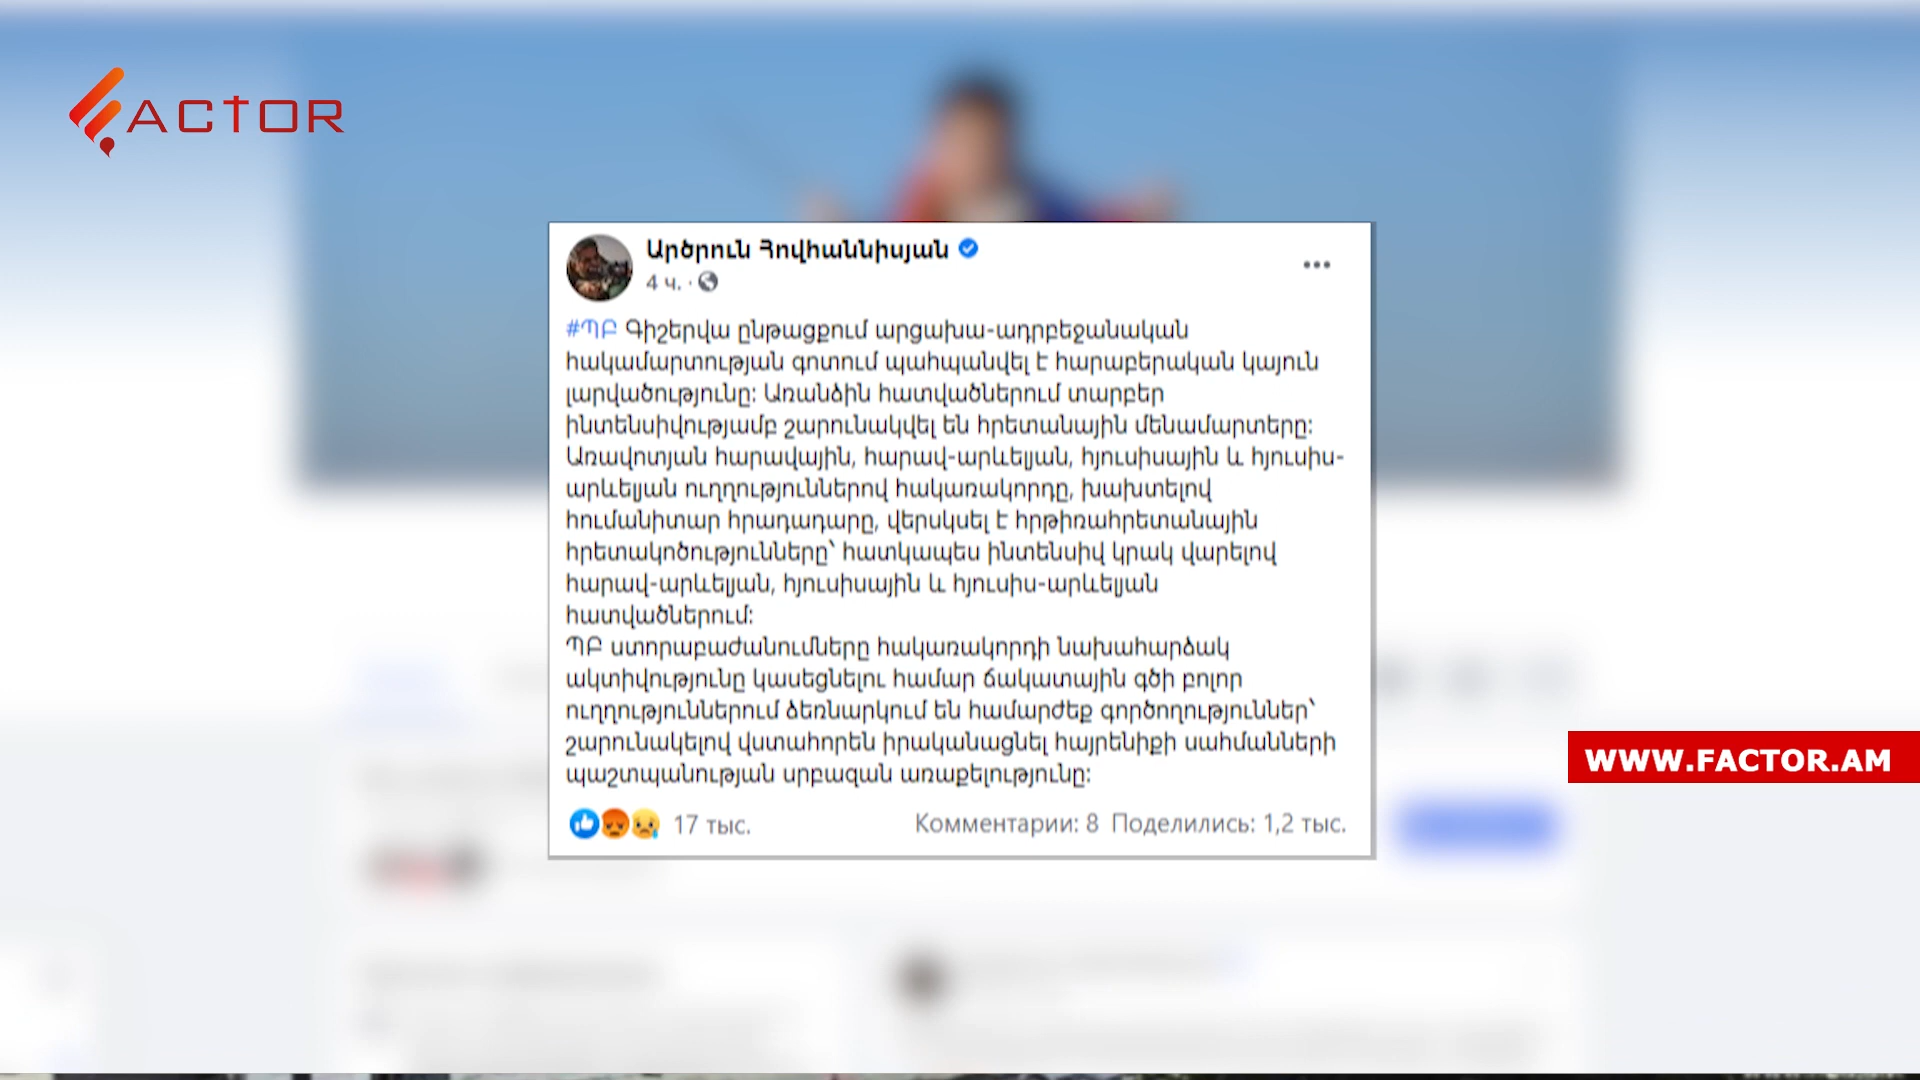 ACTOR
Արծրուն Հովհաննիսյան
4 ч. ·
#ՊԲ Գիշերվա ընթացքում արցախա-ադրբեջանական
հակամարտության գոտում պահպանվել է հարաբերական կայուն
լարվածությունը: Առանձին հատվածներում տարբեր
ինտենսիվությամբ շարունակվել են հրետանային մենամարտերը:
Առավոտյան հարավային, հարավ-արևելյան, հյուսիսային և հյուսիս-
արևելյան ուղղություններով հակառակորդը, խախտելով
հումանիտար հրադադարը, վերսկսել է հրթիռահրետանային
հրետակոծությունները՝ հատկապես ինտենսիվ կրակ վարելով
հարավ-արևելյան, հյուսիսային և հյուսիս-արևելյան
հատվածներում:
ՊԲ ստորաբաժանումները հակառակորդի նախահարձակ
ակտիվությունը կասեցնելու համար ճակատային գծի բոլոր
ուղղություններում ձեռնարկում են համարժեք գործողություններ՝
շարունակելով վստահորեն իրականացնել հայրենիքի սահմանների
պաշտպանության սրբազան առաքելությունը:
17 тыс.
Комментарии: 8 Поделились: 1,2 тыс.
WWW.FACTOR.AM